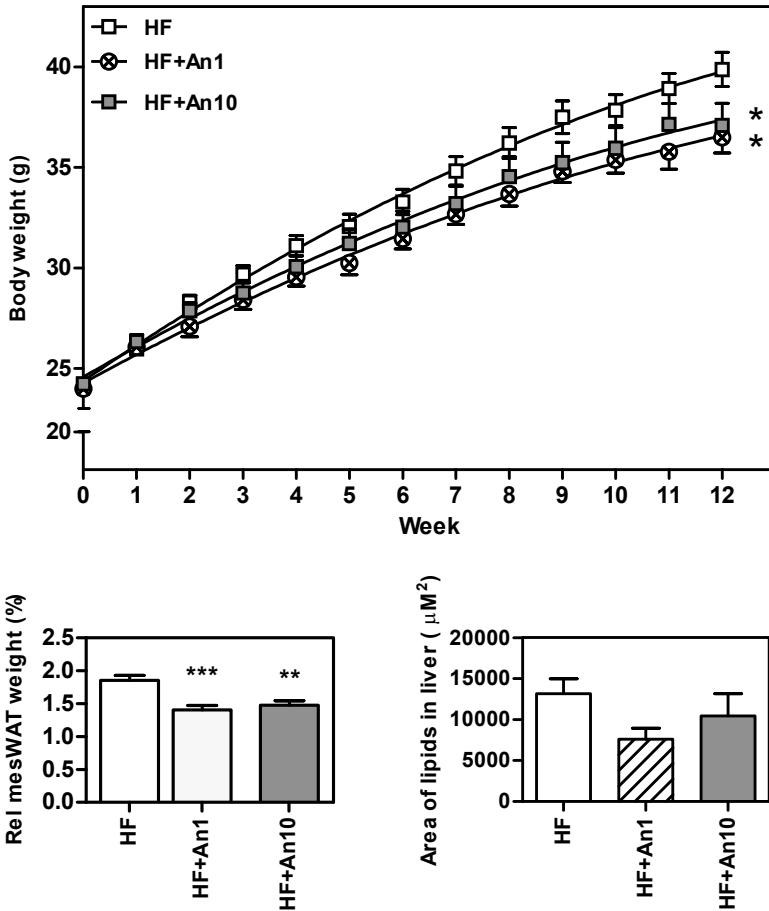 HF
HF+An1
HF+An10
Body weight (g)
40
35
30
25
20
*
*
0 1 2 3 4 5 6 7 8 9 10 11 12
Week
Rel mesWAT weight (%)
2.5
2.0
1.5
1.0
0.5
0.0
*** **
HF HF+An1 HF+An10
Area of lipids in liver ( μM²)
20000
15000
10000
5000
0
HF HF+An1 HF+An10